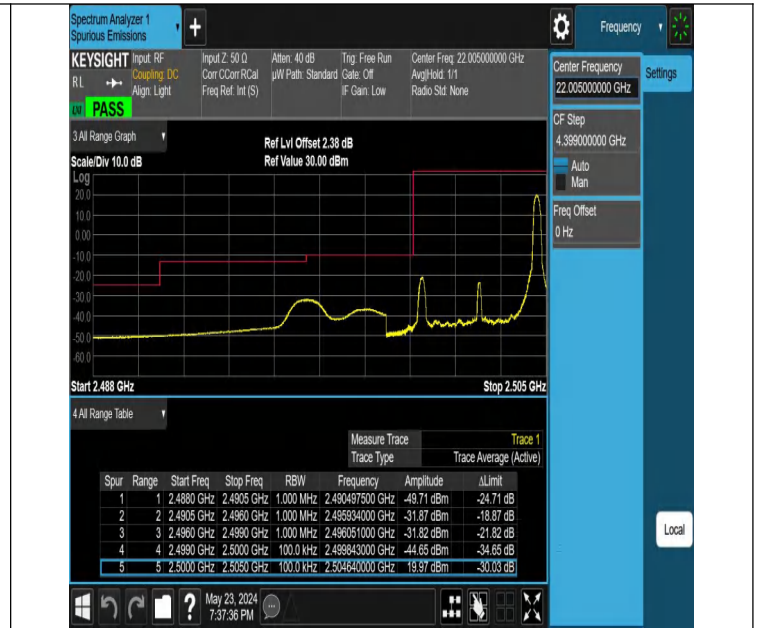 Spectrum Analyzer 1
Spurious Emissions
+
Frequency
KEYSIGHT Input: RF Input Z: 50 Ω Atten: 40 dB Trig: Free Run Center Freq: 22.005000000 GHz
RL Coupling: DC Corr CCorr RCal µW Path: Standard Gate: Off Avg|Hold: 1/1
Align: Light Freq Ref: Int (S) IF Gain: Low Radio Std: None
PASS
Center Frequency
22.005000000 GHz
Settings
CF Step
4.399000000 GHz
Auto
Man
Freq Offset
0 Hz
3 All Range Graph
Ref Lvl Offset 2.38 dB
Scale/Div 10.0 dB Ref Value 30.00 dBm
Log
20.0
10.0
0.00
-10.0
-20.0
-30.0
-40.0
-50.0
-60.0
Start 2.488 GHz Stop 2.505 GHz
4 All Range Table
Measure Trace Trace 1
Trace Type Trace Average (Active)
Spur Range Start Freq Stop Freq RBW Frequency Amplitude ΔLimit
1 1 2.4880 GHz 2.4905 GHz 1.000 MHz 2.490497500 GHz -49.71 dBm -24.71 dB
2 2 2.4905 GHz 2.4960 GHz 1.000 MHz 2.495934000 GHz -31.87 dBm -18.87 dB
3 3 2.4960 GHz 2.4990 GHz 1.000 MHz 2.496051000 GHz -31.82 dBm -21.82 dB
4 4 2.4990 GHz 2.5000 GHz 100.0 kHz 2.499843000 GHz -44.65 dBm -34.65 dB
5 5 2.5000 GHz 2.5050 GHz 100.0 kHz 2.504640000 GHz 19.97 dBm -30.03 dB
Local
? May 23, 2024
7:37:36 PM